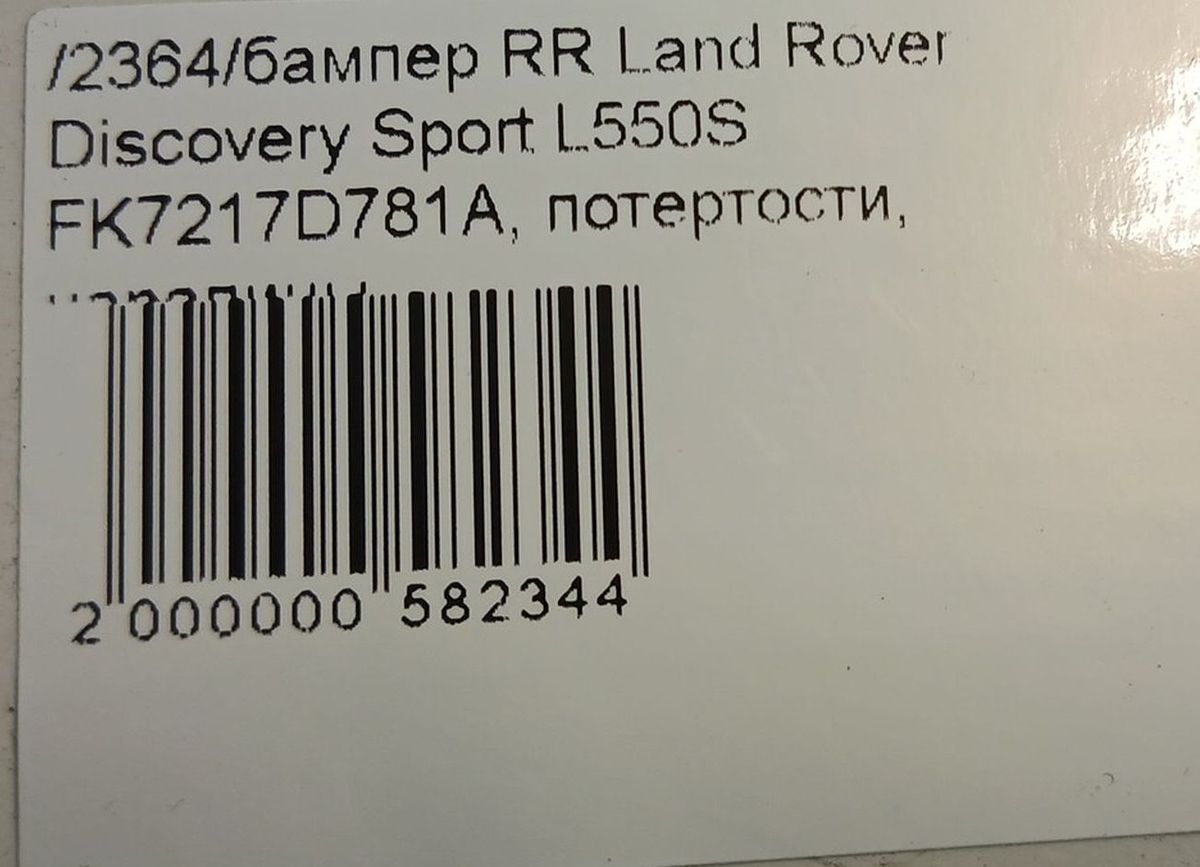 /2364/бампер RR Land Rover
Discovery Sport L550S
FK7217D781A, потертости,
2 000000 582344